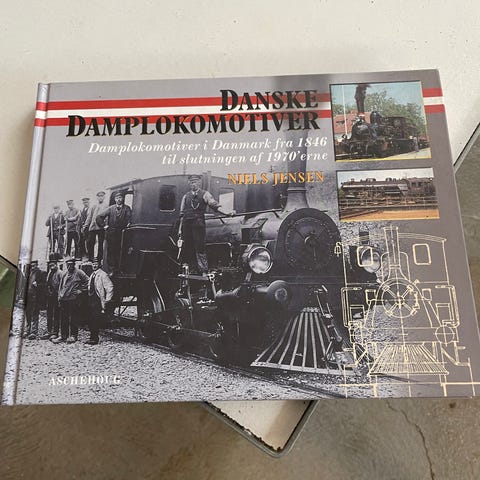 DANSKE
DAMPLOKOMOTIVER
Damplokomotiver i Danmark fra 1846
til slutningen af 1970'erne
NIELS JENSEN
ASCHEHOUG